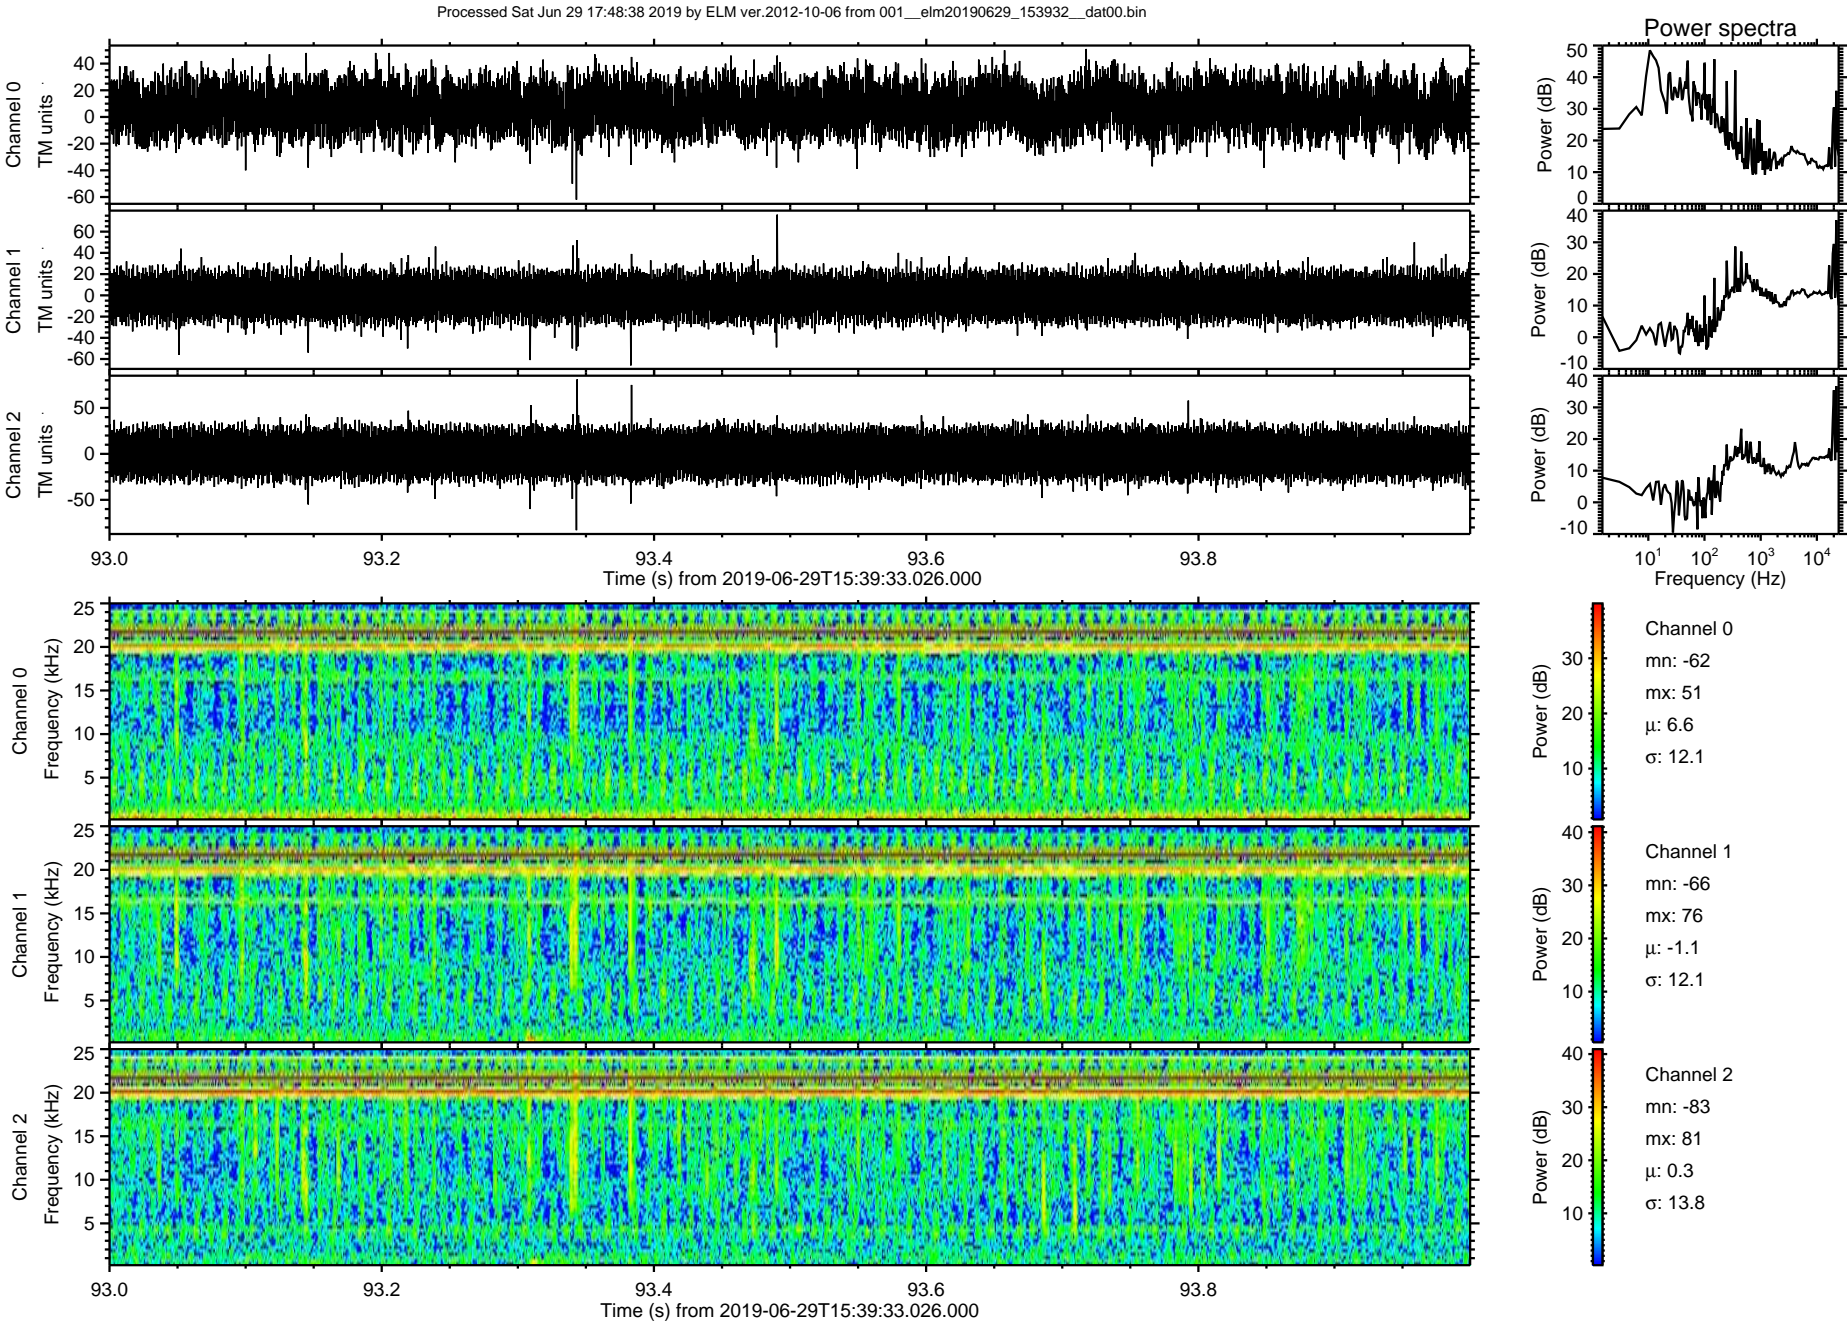 Processed Sat Jun 29 17:48:38 2019 by ELM ver.2012-10-06 from 001__elm20190629_153932__dat00.bin
Power spectra
Channel 0
TM units
40
20
0
-20
-40
-60
Power (dB)
50
40
30
20
10
0
Channel 1
TM units
60
40
20
0
-20
-40
-60
Power (dB)
40
30
20
10
0
-10
Channel 2
TM units
50
0
-50
Power (dB)
40
30
20
10
0
-10
93.0 93.2 93.4 93.6 93.8
Time (s) from 2019-06-29T15:39:33.026.000
10¹ 10² 10³ 10⁴
Frequency (Hz)
Channel 0
Frequency (kHz)
25
20
15
10
5
Power (dB)
30
20
10
Channel 0
mn: -62
mx: 51
μ: 6.6
σ: 12.1
Channel 1
Frequency (kHz)
25
20
15
10
5
Power (dB)
40
30
20
10
Channel 1
mn: -66
mx: 76
μ: -1.1
σ: 12.1
Channel 2
Frequency (kHz)
25
20
15
10
5
Power (dB)
40
30
20
10
Channel 2
mn: -83
mx: 81
μ: 0.3
σ: 13.8
93.0 93.2 93.4 93.6 93.8
Time (s) from 2019-06-29T15:39:33.026.000